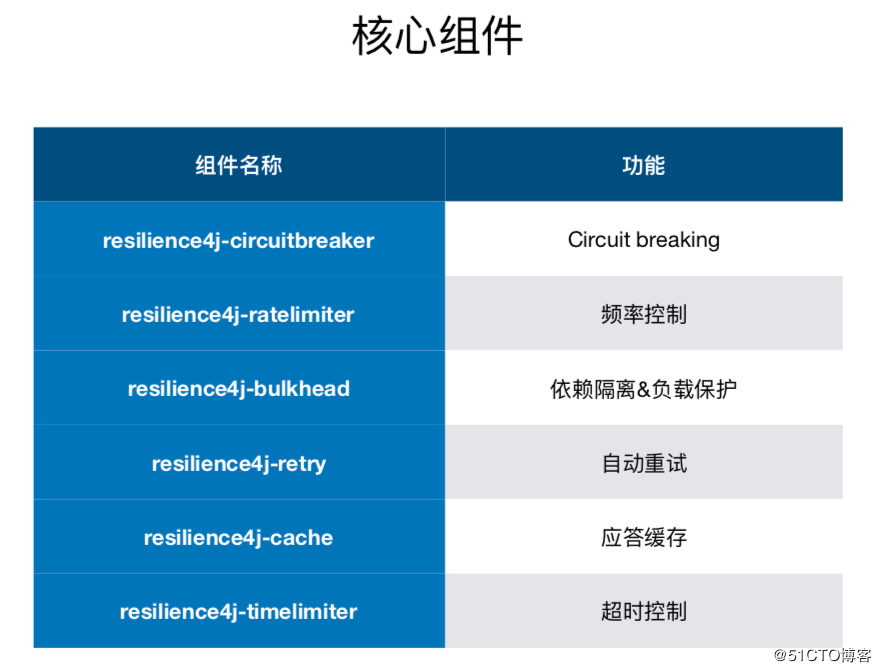 核心组件
组件名称 功能
resilience4j-circuitbreaker Circuit breaking
resilience4j-ratelimiter 频率控制
resilience4j-bulkhead 依赖隔离&负载保护
resilience4j-retry 自动重试
resilience4j-cache 应答缓存
resilience4j-timelimiter 超时控制
@51CTO博客